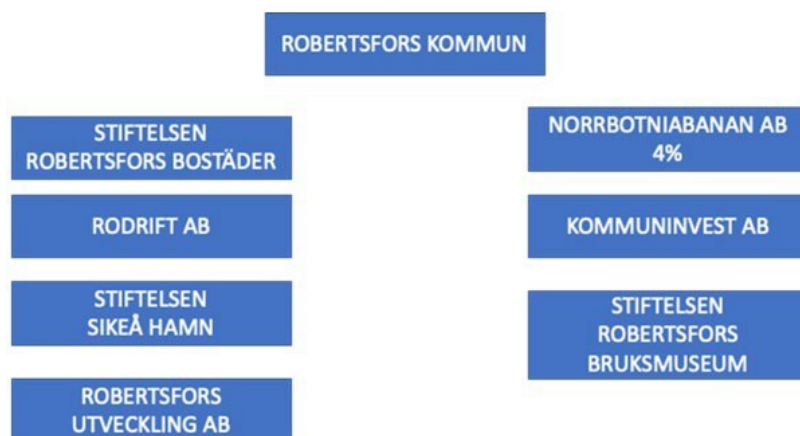 ROBERTSFORS KOMMUN
STIFTELSEN
ROBERTSFORS BOSTÄDER
RODRIFT AB
STIFTELSEN
SIKEÅ HAMN
ROBERTSFORS
UTVECKLING AB
NORRBOTNIABANAN AB
4%
KOMMUNINVEST AB
STIFTELSEN
ROBERTSFORS
BRUKSMUSEUM